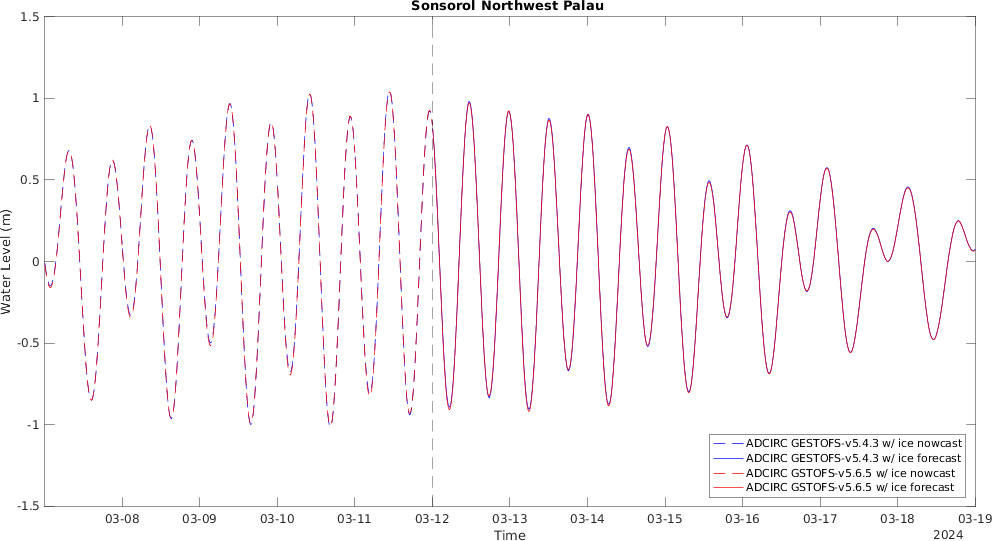 Sonsorol Northwest Palau
1.5
1
0.5
0
-0.5
-1
-1.5
Water Level (m)
ADCIRC GESTOFS-v5.4.3 w/ ice nowcast
ADCIRC GESTOFS-v5.4.3 w/ ice forecast
ADCIRC GSTOFS-v5.6.5 w/ ice nowcast
ADCIRC GSTOFS-v5.6.5 w/ ice forecast
03-08 03-09 03-10 03-11 03-12 03-13 03-14 03-15 03-16 03-17 03-18 03-19
Time
2024